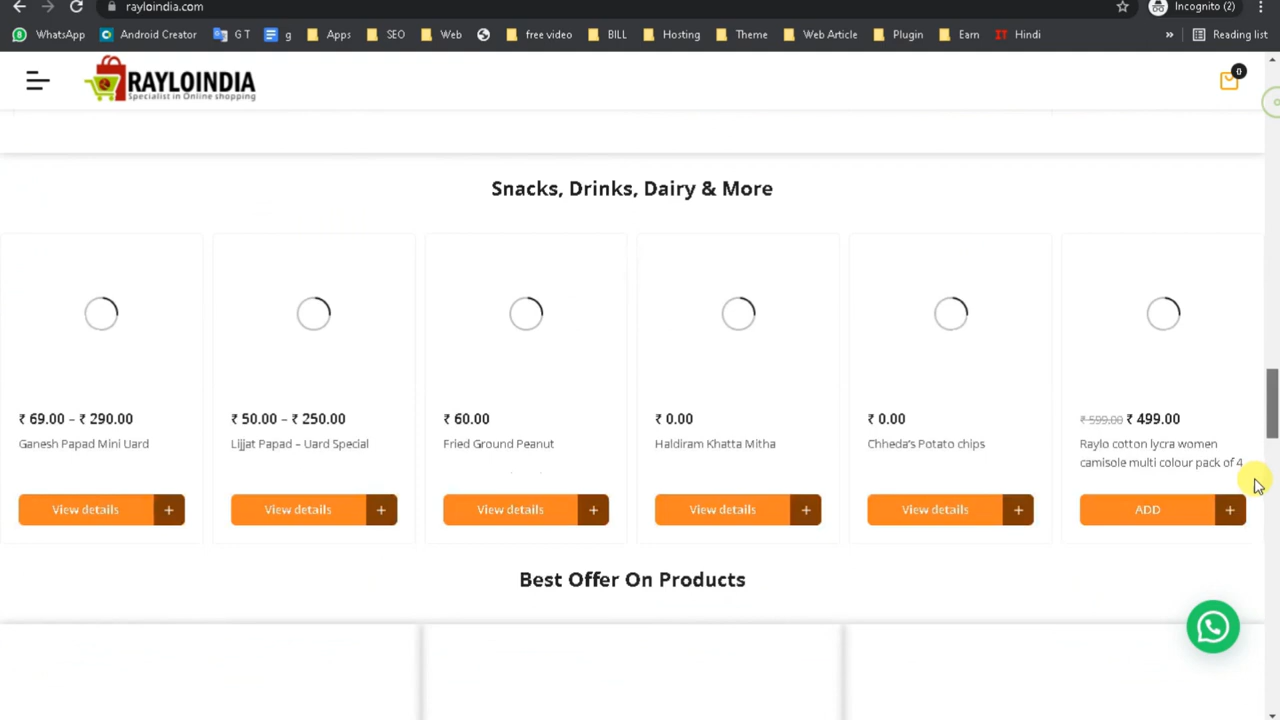 rayloindia.com
Incognito (2)
WhatsApp
Android Creator
G T
g
Apps
SEO
Web
free video
BILL
Hosting
Theme
Web Article
Plugin
Earn
IT Hindi
»
Reading list
RAYLOINDIA
Specialist in Online shopping
0
Snacks, Drinks, Dairy & More
₹ 69.00 – ₹ 290.00
Ganesh Papad Mini Uard
View details +
₹ 50.00 – ₹ 250.00
Lijjat Papad – Uard Special
View details +
₹ 60.00
Fried Ground Peanut
View details +
₹ 0.00
Haldiram Khatta Mitha
View details +
₹ 0.00
Chheda's Potato chips
View details +
₹ 599.00 ₹ 499.00
Raylo cotton lycra women
camisole multi colour pack of 4
ADD +
Best Offer On Products